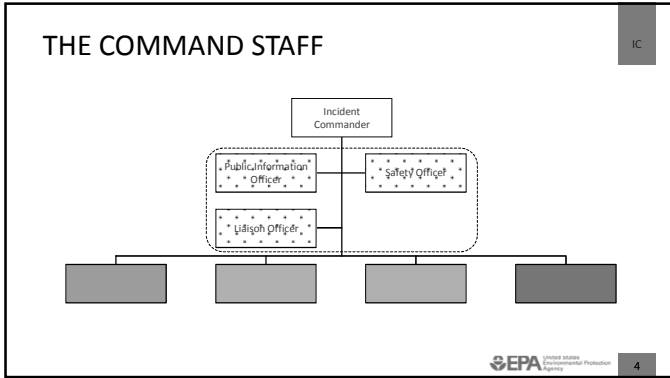 THE COMMAND STAFF
IC
Incident
Commander
Public Information
Officer
Safety Officer
Liaison Officer
EPA
United States
Environmental Protection
Agency
4